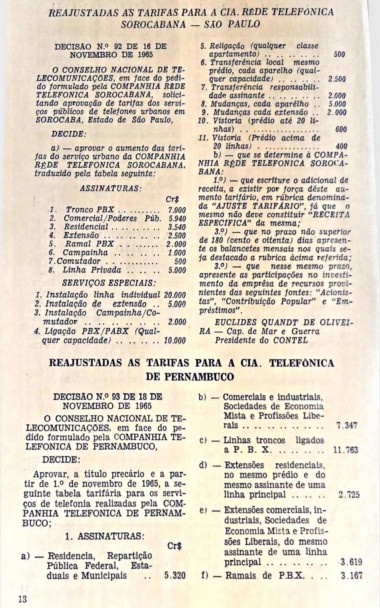 REAJUSTADAS AS TARIFAS PARA A CIA. REDE TELEFÔNICA
SOROCABANA — SÃO PAULO
DECISÃO N.º 92 DE 16 DE
NOVEMBRO DE 1965
O CONSELHO NACIONAL DE TE-
LECOMUNICAÇÕES, em face do pedi-
do formulado pela COMPANHIA REDE
TELEFONICA SOROCABANA, solici-
tando aprovação de tarifas dos servi-
ços públicos de telefones urbanos em
SOROCABA, Estado de São Paulo,
DECIDE:
a) — aprovar o aumento das tari-
fas do serviço urbano da COMPANHIA
REDE TELEFONICA SOROCABANA,
traduzido pela tabela seguinte:
ASSINATURAS:
Cr$
1. Tronco PBX .. .. .. .. 7.000
2. Comercial/Poderes Púb. 5.940
3. Residencial .. .. .. .. 3.540
4. Extensão .. .. .. .. .. 2.500
5. Ramal PBX .. .. .. .. 2.000
6. Campainha .. .. .. .. 1.000
7. Comutador .. .. .. .. 500
8. Linha Privada .. .. .. 5.000
SERVIÇOS ESPECIAIS:
1. Instalação linha individual 20.000
2. Instalação de extensão .. 5.000
3. Instalação Campainha/Co-
mutador .. .. .. .. .. 2.000
4. Ligação PBX/PABX (Qual-
quer capacidade) .. .. .. 10.000
5. Religação (qualquer classe
apartamento) .. .. .. .. .. 500
6. Transferência local mesmo
prédio, cada aparelho (qual-
quer capacidade) .. .. .. 2.500
7. Transferência responsabili-
dade assinante .. .. .. .. 2.000
8. Mudanças, cada aparelho .. 5.000
9. Mudanças cada extensão .. 2.000
10. Vistoria (prédio até 20 li-
nhas) .. .. .. .. .. .. 600
11. Vistoria (Prédio acima de
20 linhas) .. .. .. .. .. 400
b) — que se determine à COMPA-
NHIA REDE TELEFONICA SOROCA-
BANA:
1.º) — que escriture o adicional de
receita, a existir por fôrça dêste au-
mento tarifário, em rúbrica denomina-
da "AJUSTE TARIFÁRIO", já que o
mesmo não deve constituir "RECEITA
ESPECIFICA" da mesma;
3.º) — que no prazo não superior
de 180 (cento e oitenta) dias apresen-
te os balancetes mensais nos quais se-
ja destacado a rubrica àcima referida;
3.º) que nesse mesmo prazo,
apresente as participações no investi-
mento da emprêsa de recursos provi-
nientes das seguintes fontes: "Acionis-
tas", "Contribuição Popular" e "Em-
préstimos".
EUCLIDES QUANDT DE OLIVEI-
RA — Cap. de Mar e Guerra
Presidente do CONTEL
REAJUSTADAS AS TARIFAS PARA A CIA. TELEFÔNICA
DE PERNAMBUCO
DECISÃO N.º 93 DE 18 DE
NOVEMBRO DE 1965
O CONSELHO NACIONAL DE TE-
LECOMUNICAÇÕES, em face do pe-
dido formulado pela COMPANHIA TE-
LEFONICA DE PERNAMBUCO,
DECIDE:
Aprovar, a título precário e a par-
tir de 1.º de novembro de 1965, a se-
guinte tabela tarifária para os servi-
ços de telefonia realizadas pela COM-
PANHIA TELEFONICA DE PERNAM-
BUCO;
1. ASSINATURAS:
Cr$
a) — Residencia, Repartição
Pública Federal, Esta-
duais e Municipais .. 5.320
b) — Comerciais e industriais,
Sociedades de Economia
Mista e Profissões Libe-
rais .. .. .. .. .. .. 7.347
c) — Linhas troncos ligados
a P. B. X. .. .. .. .. 11.763
d) — Extensões residenciais,
no mesmo prédio e do
mesmo assinante de uma
linha principal .. .. .. 2.725
e) — Extensões comerciais, in-
dustriais, Sociedades de
Economia Mista e Profis-
sões Liberais, do mesmo
assinante de uma linha
principal .. .. .. .. .. 3.619
f) — Ramais de P.B.X. .. . 3.167
18